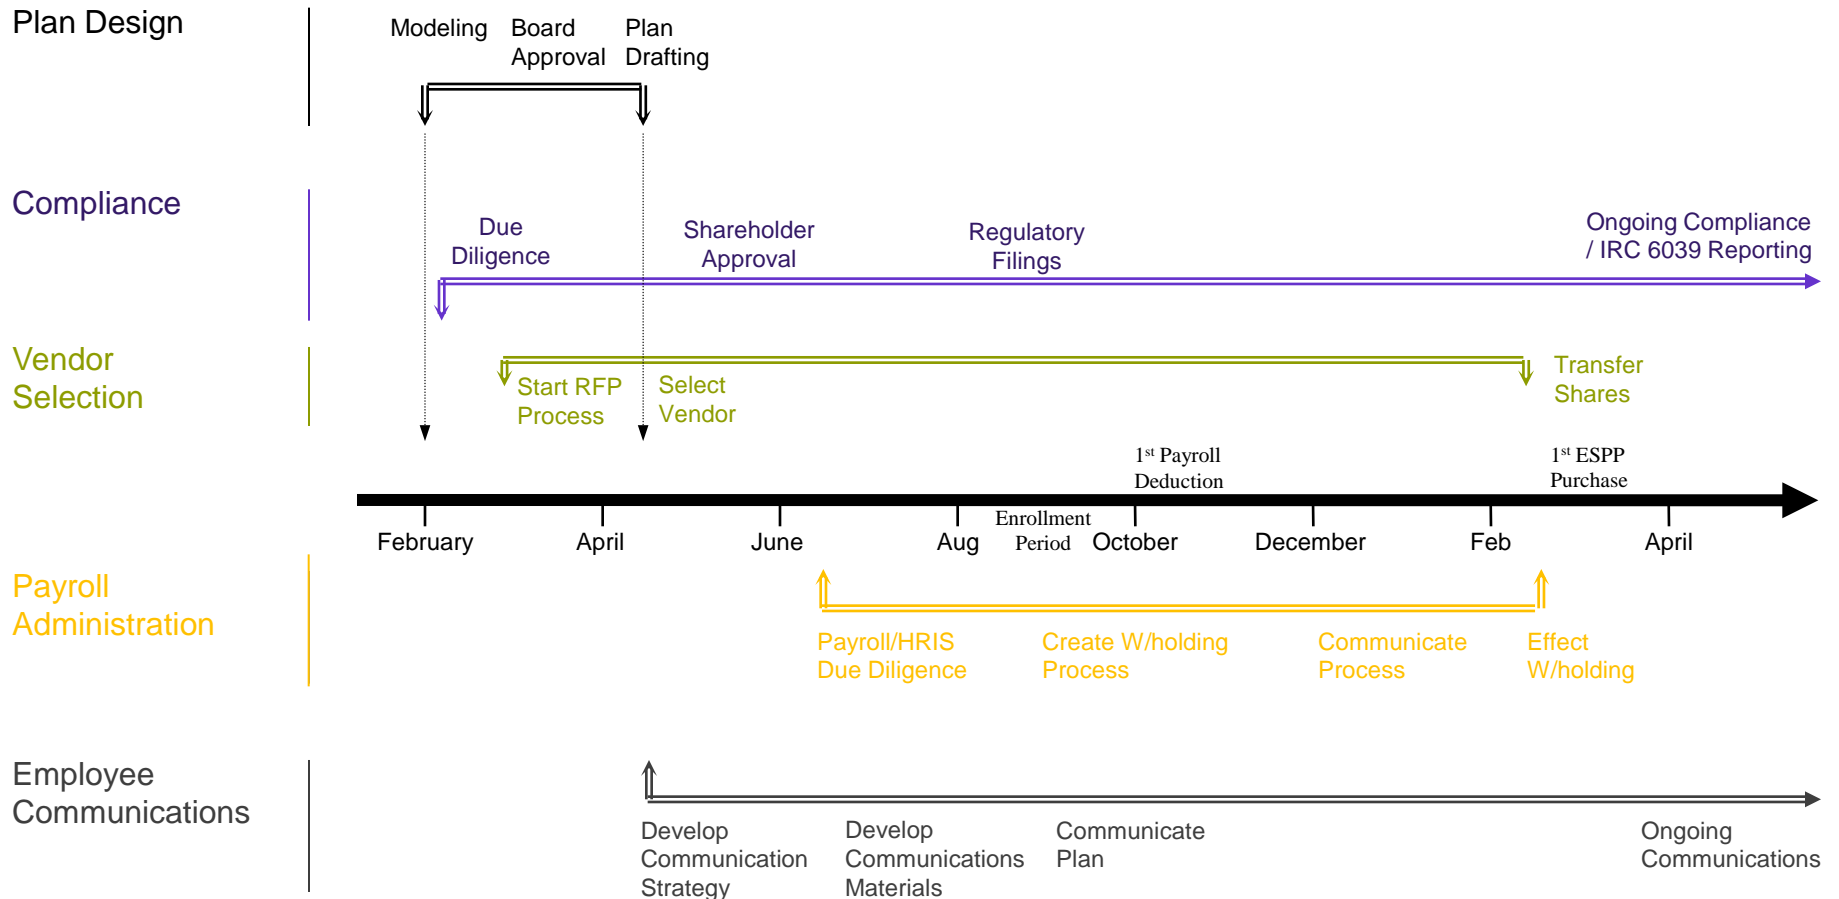 Plan Design
Modeling
Board
Approval
Plan
Drafting
Compliance
Due
Diligence
Shareholder
Approval
Regulatory
Filings
Ongoing Compliance
/ IRC 6039 Reporting
Vendor
Selection
Start RFP
Process
Select
Vendor
Transfer
Shares
1st Payroll
Deduction
1st ESPP
Purchase
Enrollment
Period
February
April
June
Aug
October
December
Feb
April
Payroll
Administration
Payroll/HRIS
Due Diligence
Create W/holding
Process
Communicate
Process
Effect
W/holding
Employee
Communications
Develop
Communication
Strategy
Develop
Communications
Materials
Communicate
Plan
Ongoing
Communications